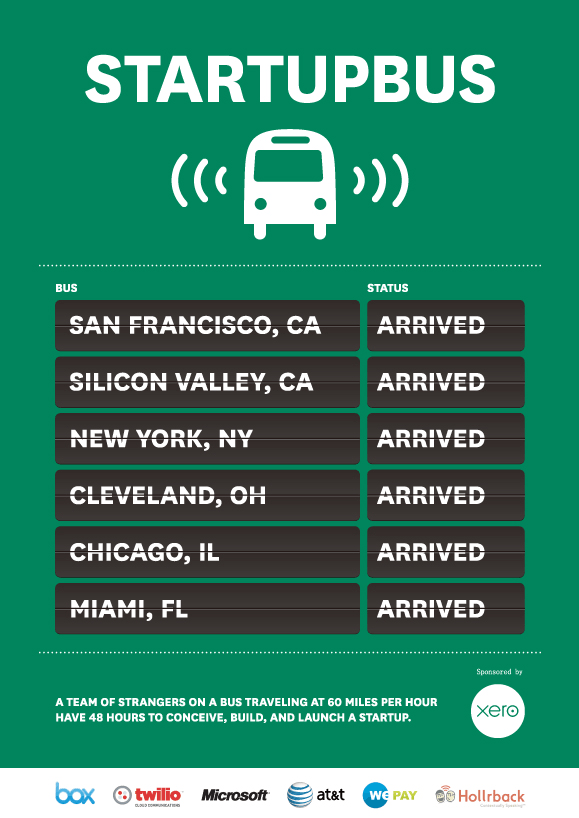 STARTUPBUS
BUS STATUS
SAN FRANCISCO, CA ARRIVED
SILICON VALLEY, CA ARRIVED
NEW YORK, NY ARRIVED
CLEVELAND, OH ARRIVED
CHICAGO, IL ARRIVED
MIAMI, FL ARRIVED
Sponsored by
xero
A TEAM OF STRANGERS ON A BUS TRAVELING AT 60 MILES PER HOUR
HAVE 48 HOURS TO CONCEIVE, BUILD, AND LAUNCH A STARTUP.
box twilio Microsoft at&t WePAY Hollrback
CLOUD COMMUNICATIONS